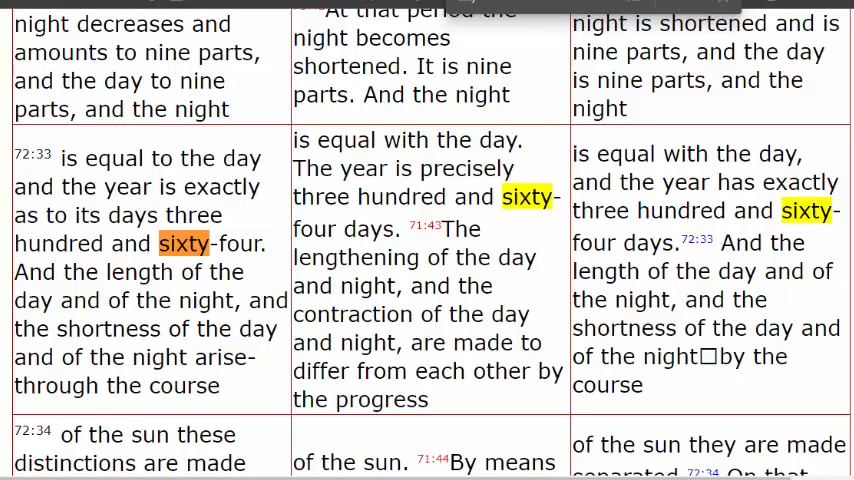 night decreases and
amounts to nine parts,
and the day to nine
parts, and the night
72:33 is equal to the day
and the year is exactly
as to its days three
hundred and sixty-four.
And the length of the
day and of the night, and
the shortness of the day
and of the night arise-
through the course
72:34 of the sun these
distinctions are made
At that period the
night becomes
shortened. It is nine
parts. And the night
is equal with the day.
The year is precisely
three hundred and sixty-
four days. 71:43The
lengthening of the day
and night, and the
contraction of the day
and night, are made to
differ from each other by
the progress
of the sun. 71:44By means
night is shortened and is
nine parts, and the day
is nine parts, and the
night
is equal with the day,
and the year has exactly
three hundred and sixty-
four days.72:33 And the
length of the day and of
the night, and the
shortness of the day and
of the night□by the
course
of the sun they are made
separated. 72:34 On that